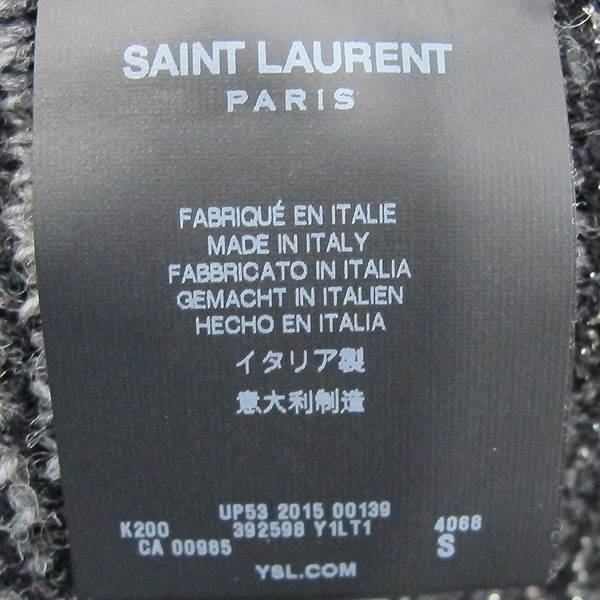 SAINT LAURENT
PARIS
FABRIQUÉ EN ITALIE
MADE IN ITALY
FABBRICATO IN ITALIA
GEMACHT IN ITALIEN
HECHO EN ITALIA
イタリア製
意大利制造
UP53 2015 00139
K200 392598 Y1LT1 4068
CA 00985 S
YSL.COM